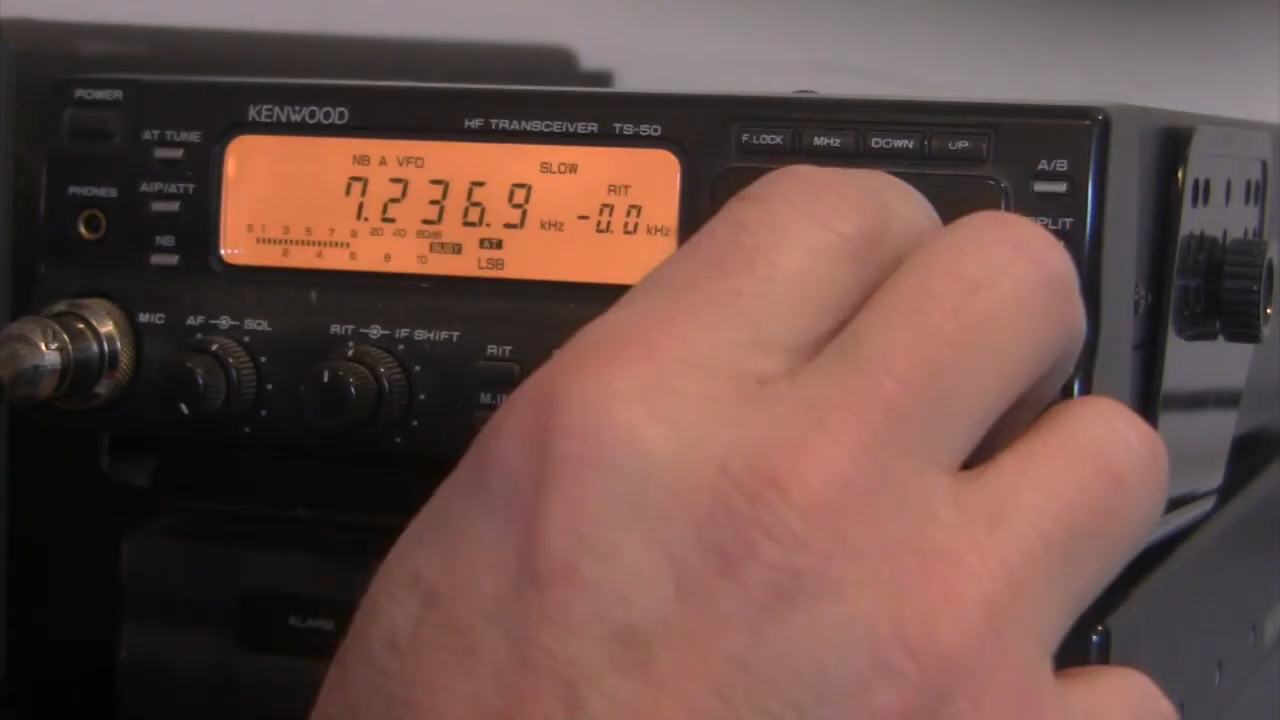 POWER
KENWOOD
HF TRANSCEIVER TS-50
F.LOCK MHz DOWN UP
AT TUNE
AIP/ATT
PHONES
NB
NB A VFO SLOW
7.236.9 kHz
RIT
-0.0 kHz
S 1 3 5 7 9 20 40 60dB
BUSY AT
2 4 6 8 10
LSB
A/B
SPLIT
MIC
AF SQL
RIT IF SHIFT
RIT
ALARM